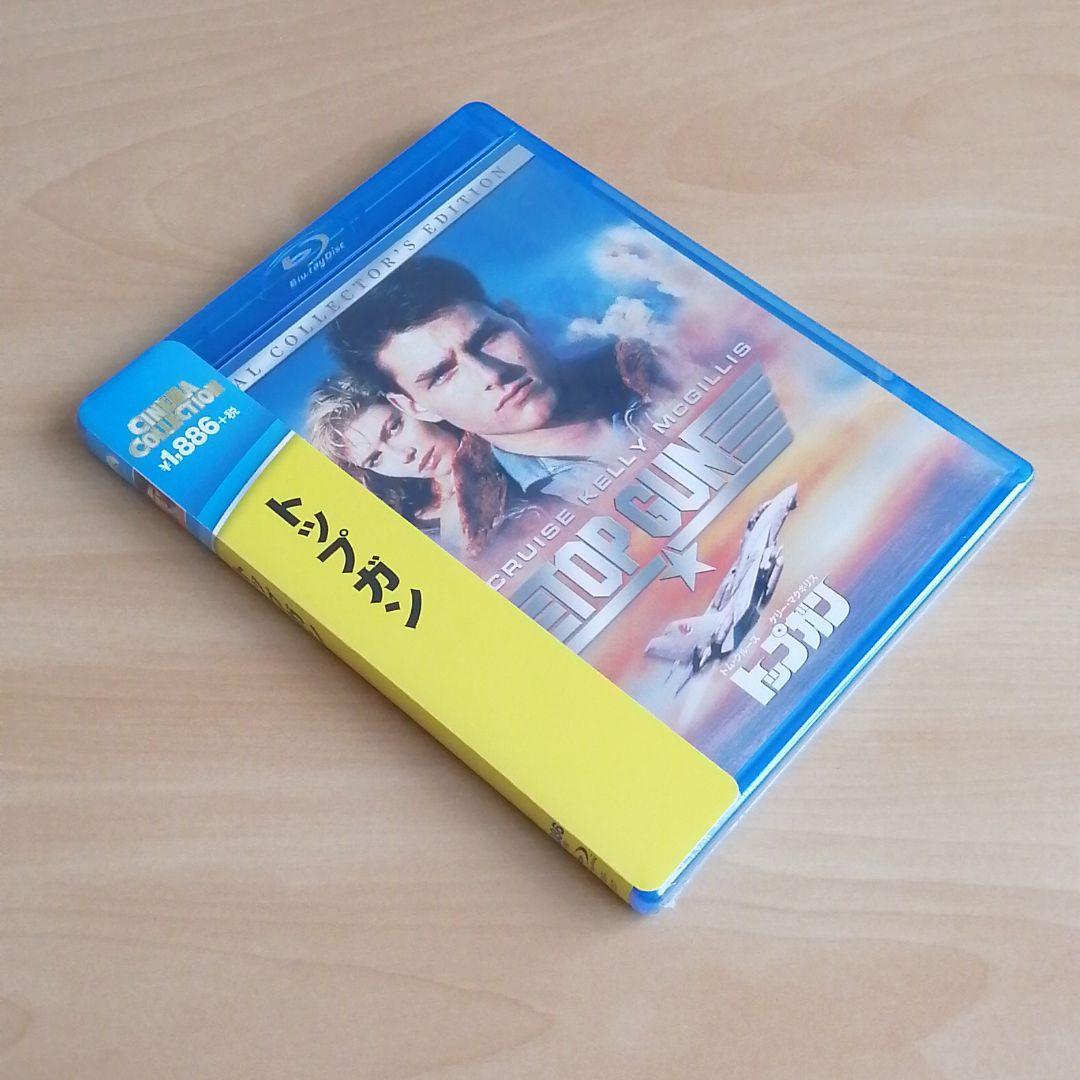 Blu-ray Disc
AL COLLECTOR'S EDITION
CINEMA
COLLECTION
¥1,886+税
トップガン
CRUISE KELLY McGILLIS
TOP GUN
トム・クルース ケリー・マクギリス
トップガン